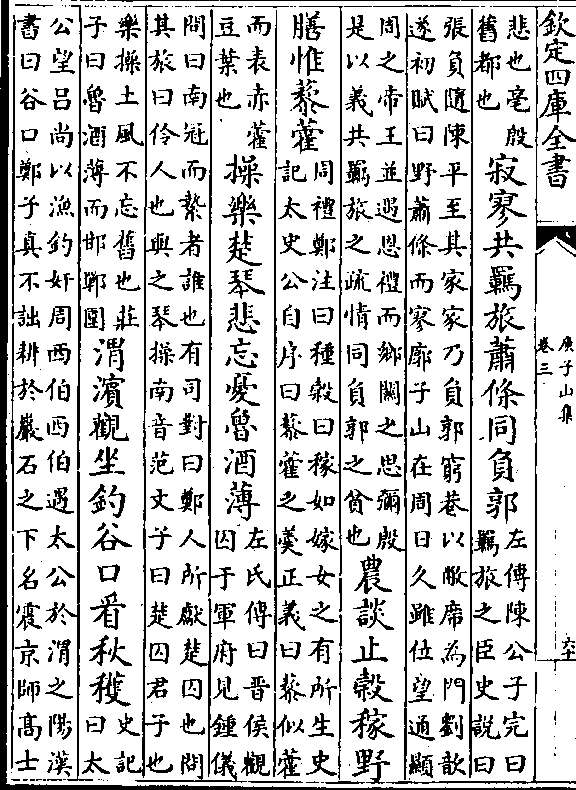 欽定四庫全書
庾子山集
卷三
悲也亳殷
舊都也
寂寥共羈旅蕭條同負郭
左傳陳公子完曰
羈旅之臣史説曰
張負隨陳平至其家家乃負郭窮巷以敝席為門劉歆
遂初賦曰野蕭條而寥廓子山在周日久雖位望通顯
周之帝王並遇恩禮而鄉關之思彌殷
是以義共羈旅之疏情同負郭之貧也
農談止榖稼野
膳惟藜藿
周禮鄭注曰種榖曰稼如嫁女之有所生史
記太史公自序曰藜藿之羮正義曰藜似藿
而表赤藿
豆葉也
操樂楚琴悲忘憂魯酒薄
左氏傳曰晉侯觀
囚于軍府見鍾儀
問曰南冠而縶者誰也有司對曰鄭人所獻楚囚也問
其族曰伶人也與之琴操南音范文子曰楚囚君子也
樂操土風不忘舊也莊
子曰魯酒薄而邯鄲圍
渭濱觀坐釣谷口看秋穫
史記
曰太
公望吕尚以漁釣奸周西伯西伯遇太公於渭之陽漢
書曰谷口鄭子真不詘耕於巖石之下名震京師髙士